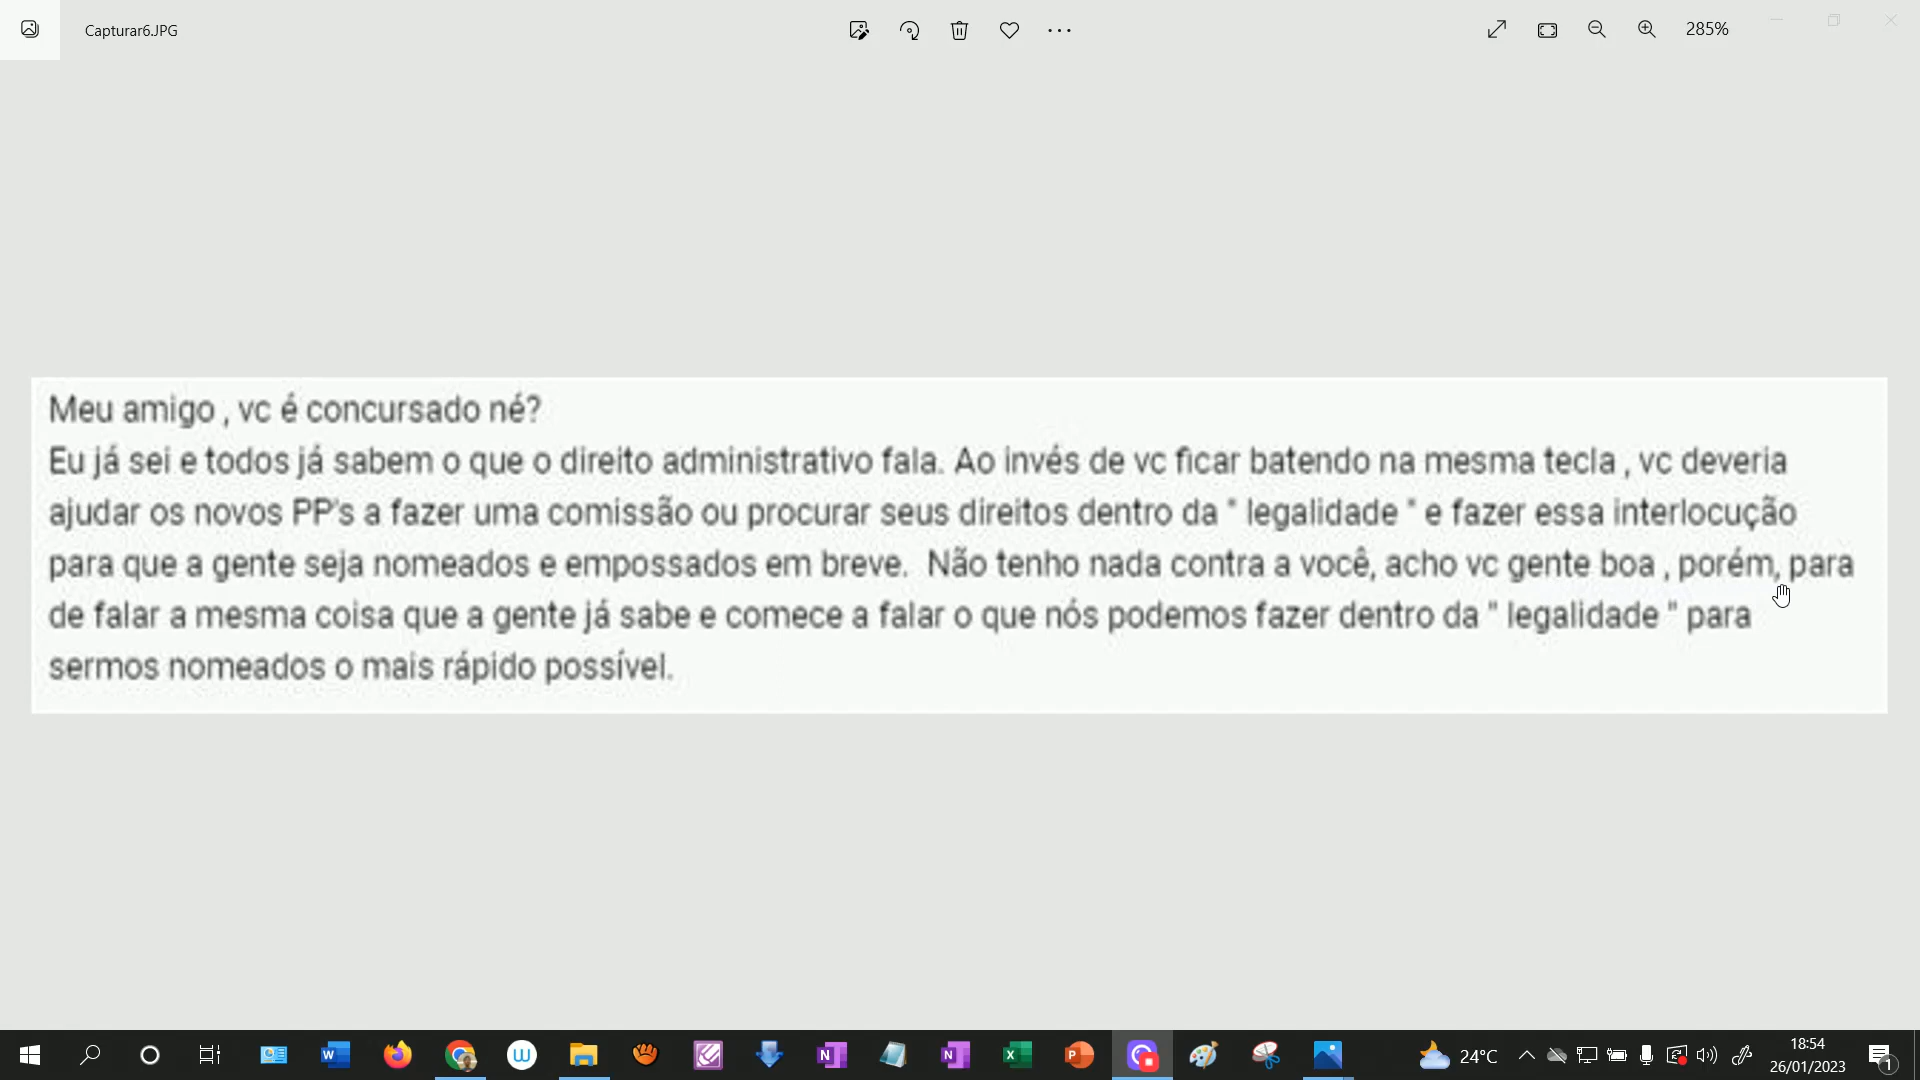 Capturar6.JPG
285%
Meu amigo , vc é concursado né?
Eu já sei e todos já sabem o que o direito administrativo fala. Ao invés de vc ficar batendo na mesma tecla , vc deveria
ajudar os novos PP's a fazer uma comissão ou procurar seus direitos dentro da " legalidade " e fazer essa interlocução
para que a gente seja nomeados e empossados em breve.  Não tenho nada contra a você, acho vc gente boa , porém, para
de falar a mesma coisa que a gente já sabe e comece a falar o que nós podemos fazer dentro da " legalidade " para
sermos nomeados o mais rápido possível.
24°C
18:54
26/01/2023
1